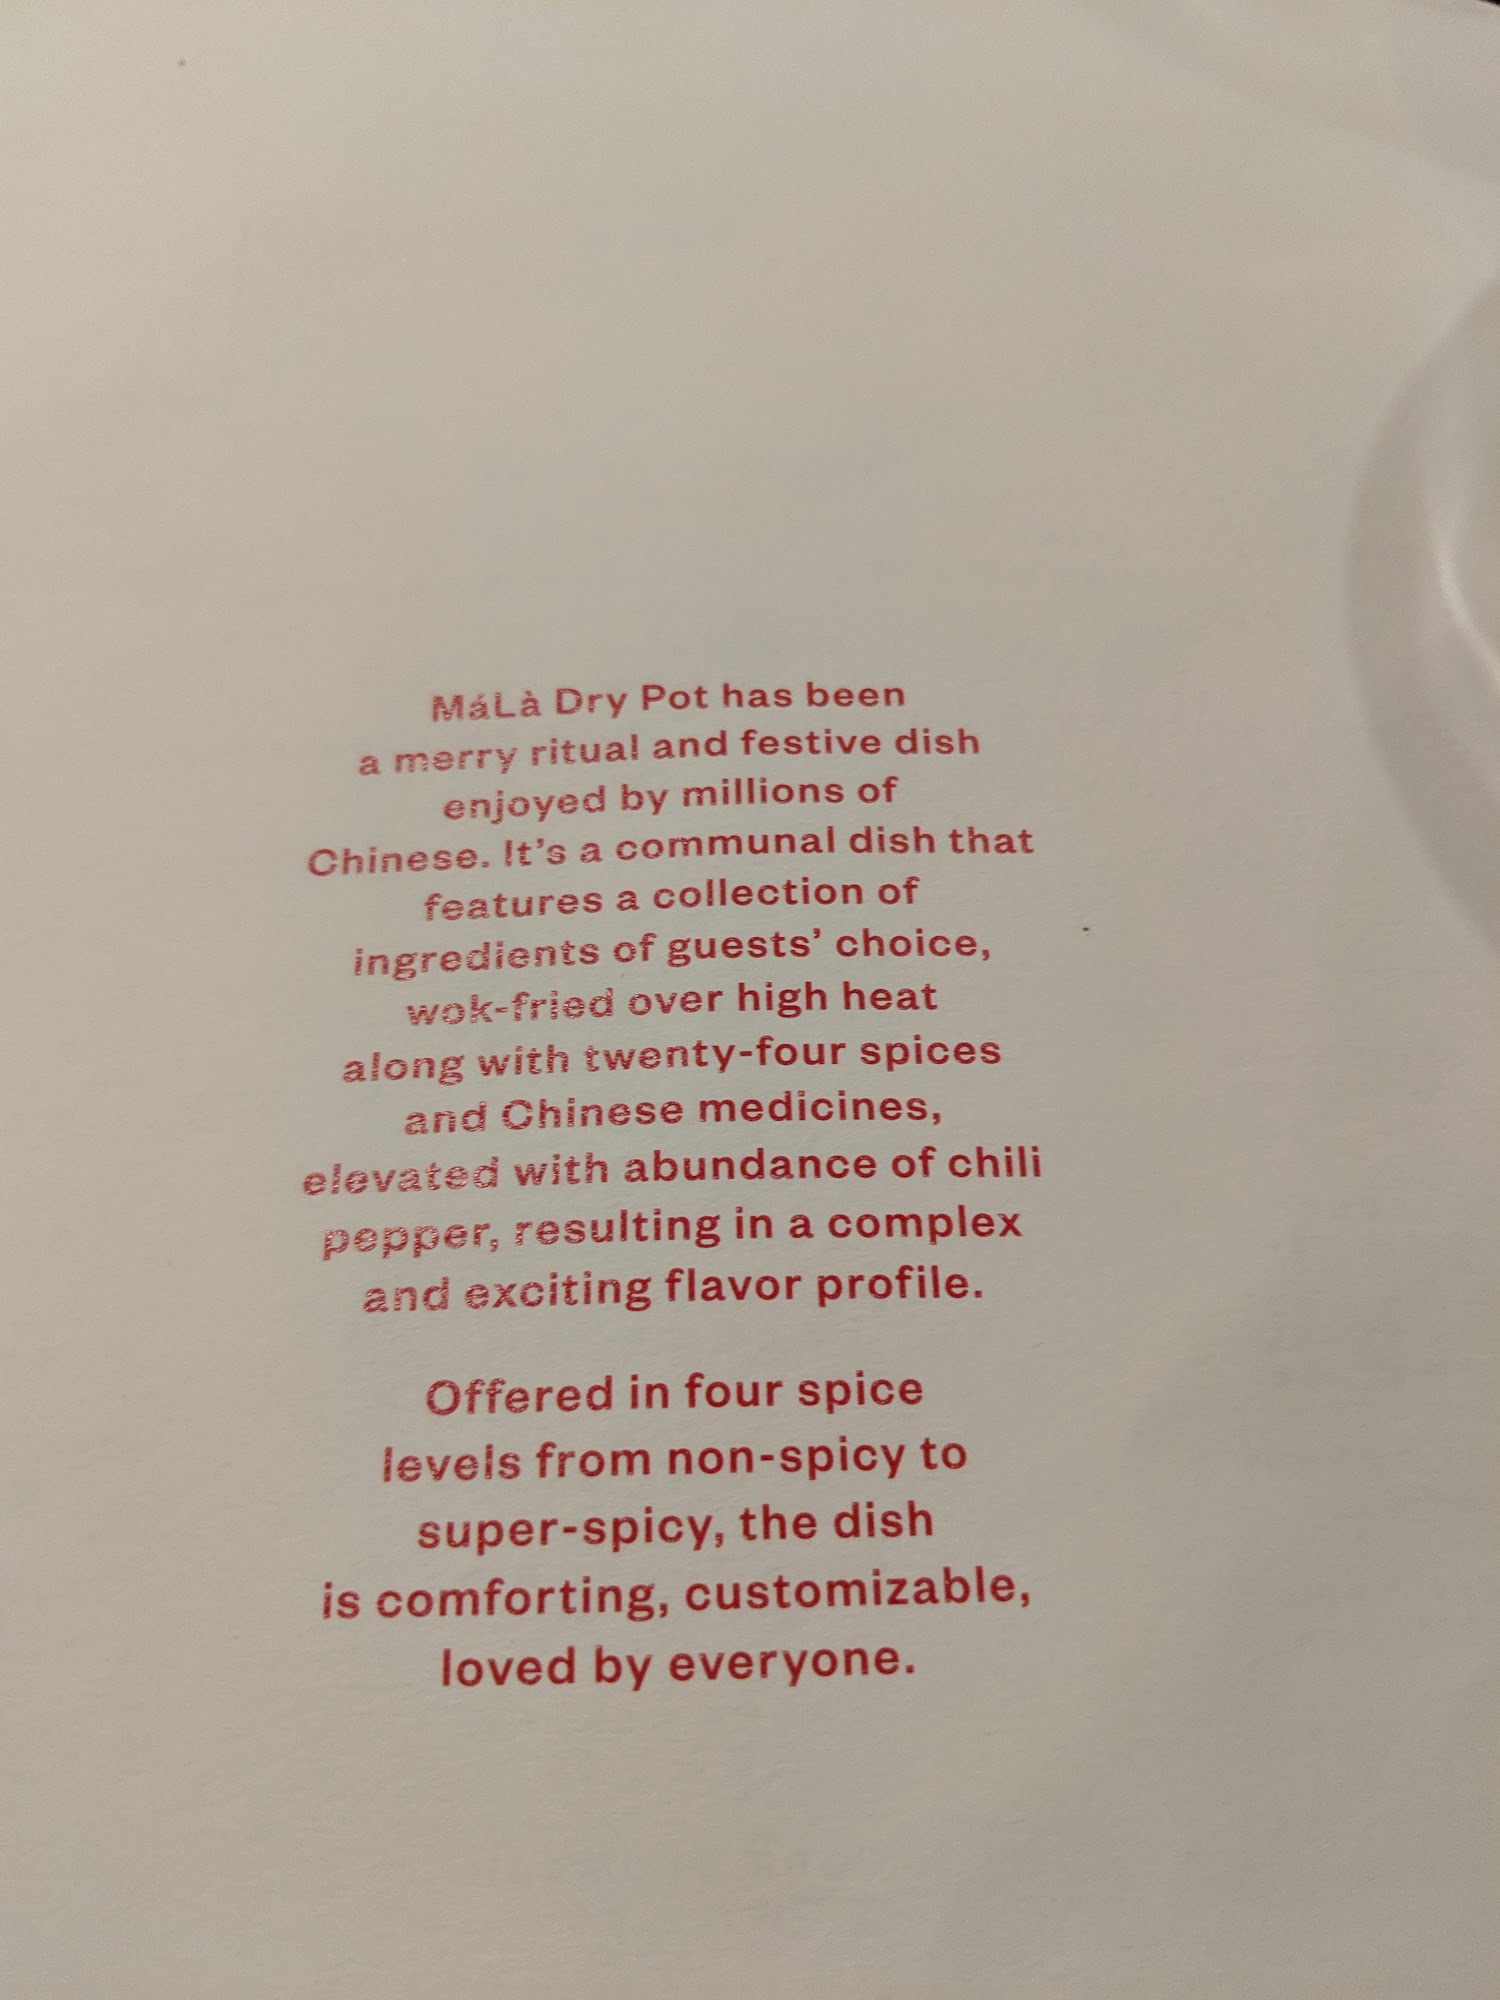 MáLà Dry Pot has been
a merry ritual and festive dish
enjoyed by millions of
Chinese. It’s a communal dish that
features a collection of
ingredients of guests’ choice,
wok-fried over high heat
along with twenty-four spices
and Chinese medicines,
elevated with abundance of chili
pepper, resulting in a complex
and exciting flavor profile.
Offered in four spice
levels from non-spicy to
super-spicy, the dish
is comforting, customizable,
loved by everyone.